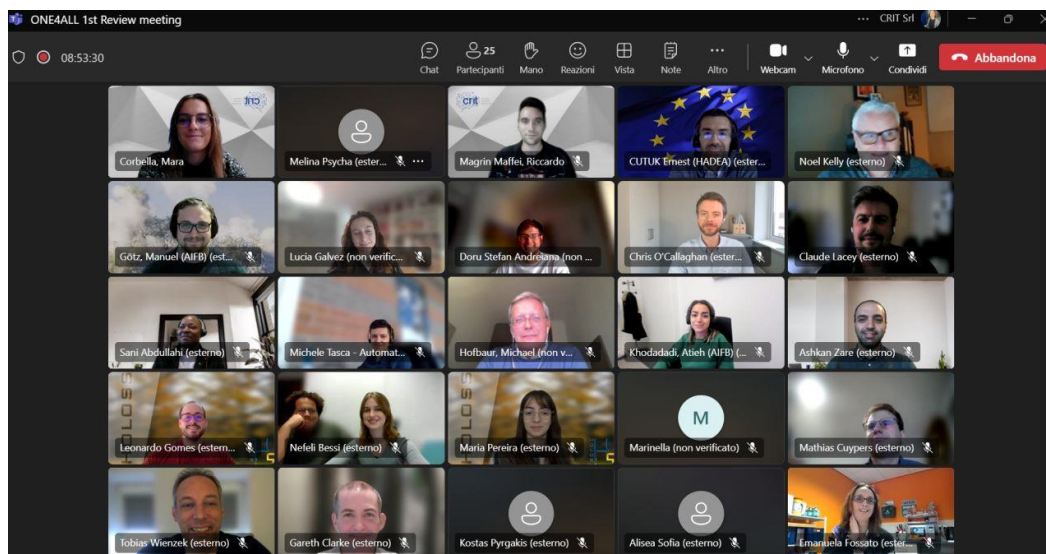 ONE4ALL 1st Review meeting
CRIT Srl
08:53:30
25
Chat
Partecipanti
Mano
Reazioni
Vista
Note
Altro
Webcam
Microfono
Condividi
Abbandona
crit
crit
Corbella, Mara
Melina Psycha (ester...
Magrin Maffei, Riccardo
CUTUK Ernest (HADEA) (ester...
Noel Kelly (esterno)
Götz, Manuel (AIFB) (est...
Lucia Galvez (non verific...
Doru Stefan Andreiana (non ...
Chris O'Callaghan (ester...
Claude Lacey (esterno)
Sani Abdullahi (esterno)
Michele Tasca - Automat...
Hofbaur, Michael (non v...
Khodadadi, Atieh (AIFB) (...
Ashkan Zare (esterno)
HOLOSS
HOLOSS
M
Leonardo Gomes (estern...
Nefeli Bessi (esterno)
Maria Pereira (esterno)
Marinella (non verificato)
Mathias Cuypers (esterno)
Tobias Wienzek (esterno)
Gareth Clarke (esterno)
Kostas Pyrgakis (esterno)
Alisea Sofia (esterno)
Emanuela Fossato (ester...